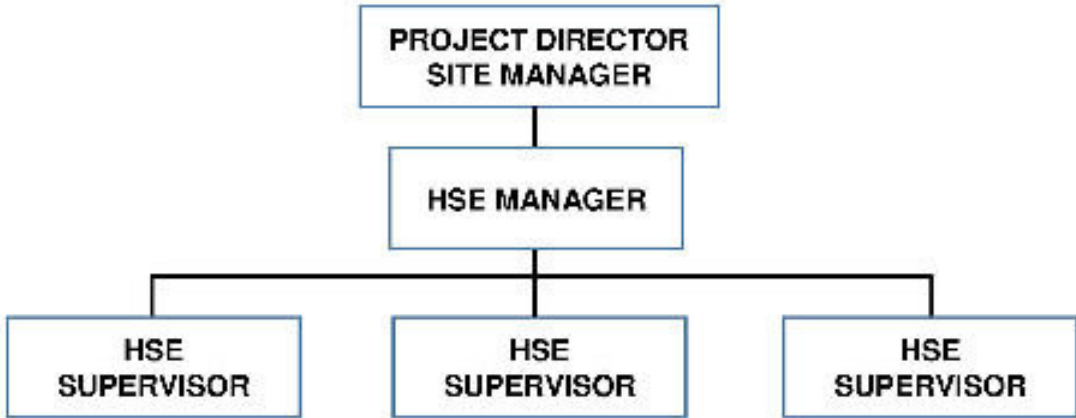 PROJECT DIRECTOR
SITE MANAGER
HSE MANAGER
HSE
SUPERVISOR
HSE
SUPERVISOR
HSE
SUPERVISOR